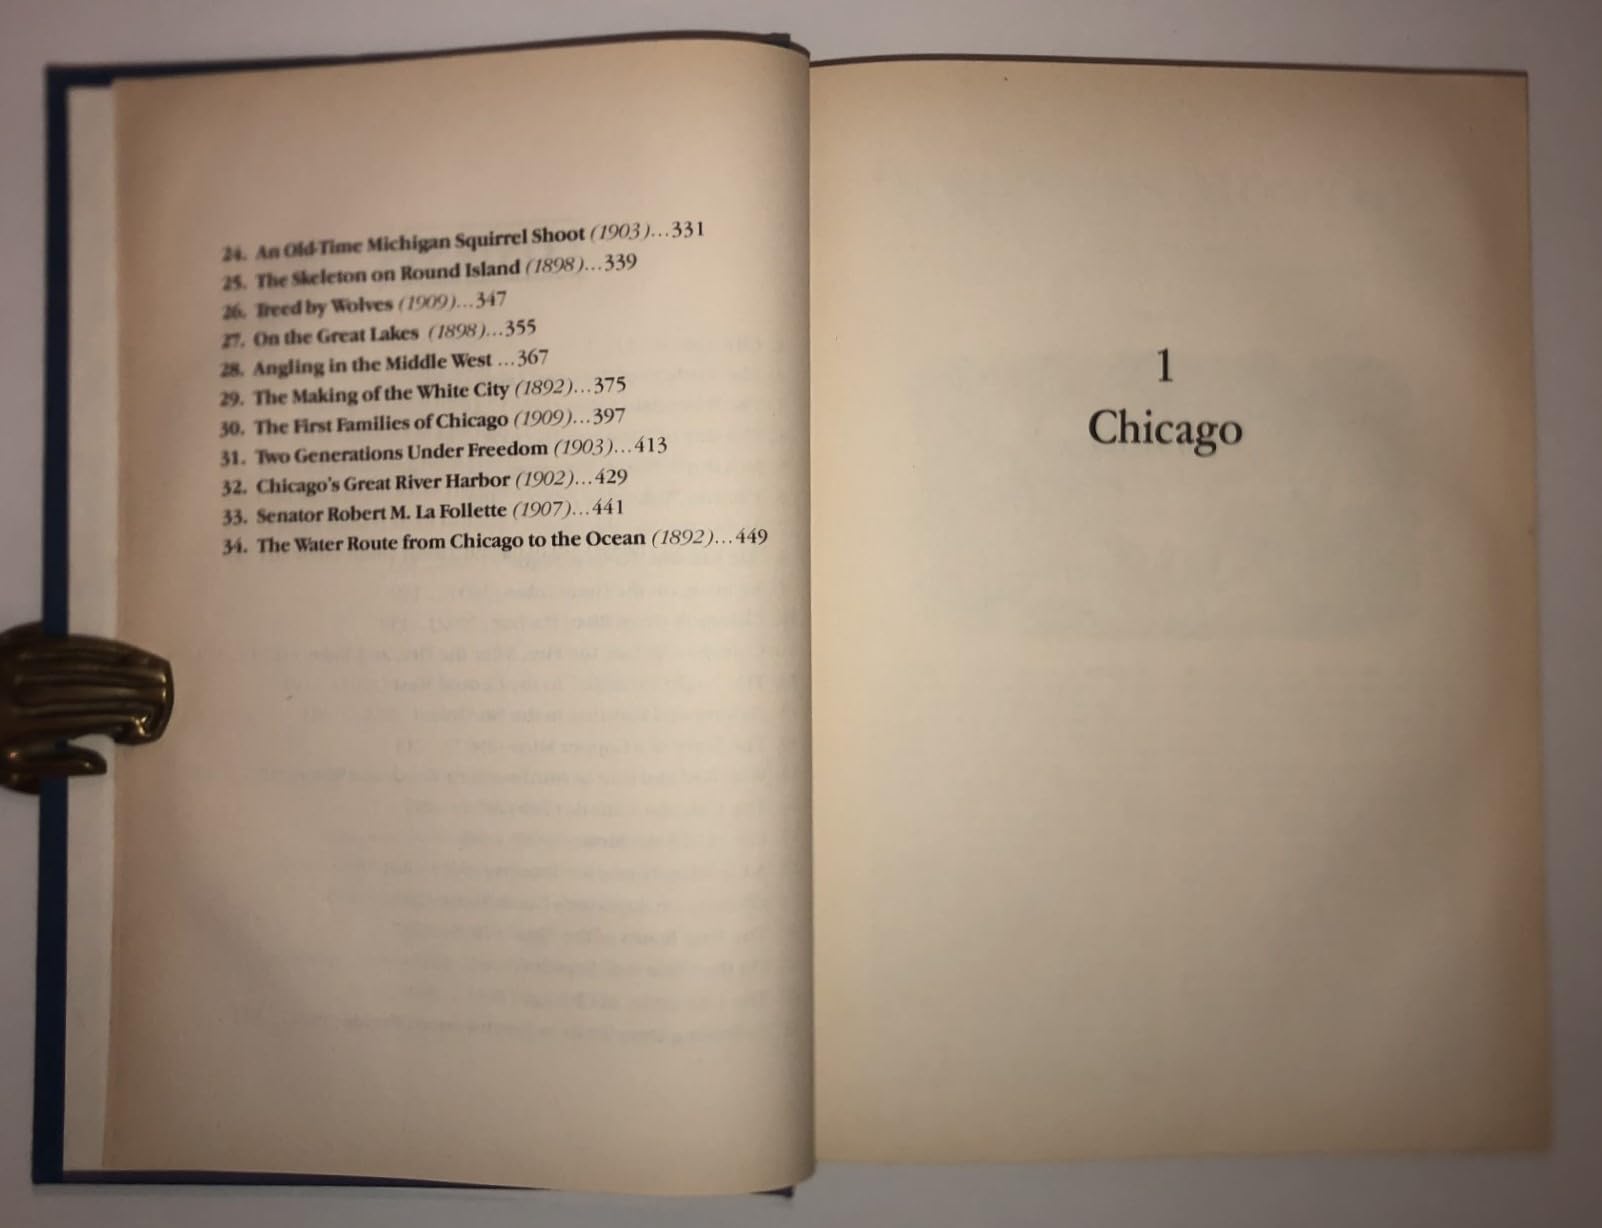 24. An Old-Time Michigan Squirrel Shoot (1903)...331
25. The Skeleton on Round Island (1898)...339
26. Treed by Wolves (1909)...347
27. On the Great Lakes (1898)...355
28. Angling in the Middle West ...367
29. The Making of the White City (1892)...375
30. The First Families of Chicago (1909)...397
31. Two Generations Under Freedom (1903)...413
32. Chicago's Great River Harbor (1902)...429
33. Senator Robert M. La Follette (1907)...441
34. The Water Route from Chicago to the Ocean (1892)...449
1
Chicago